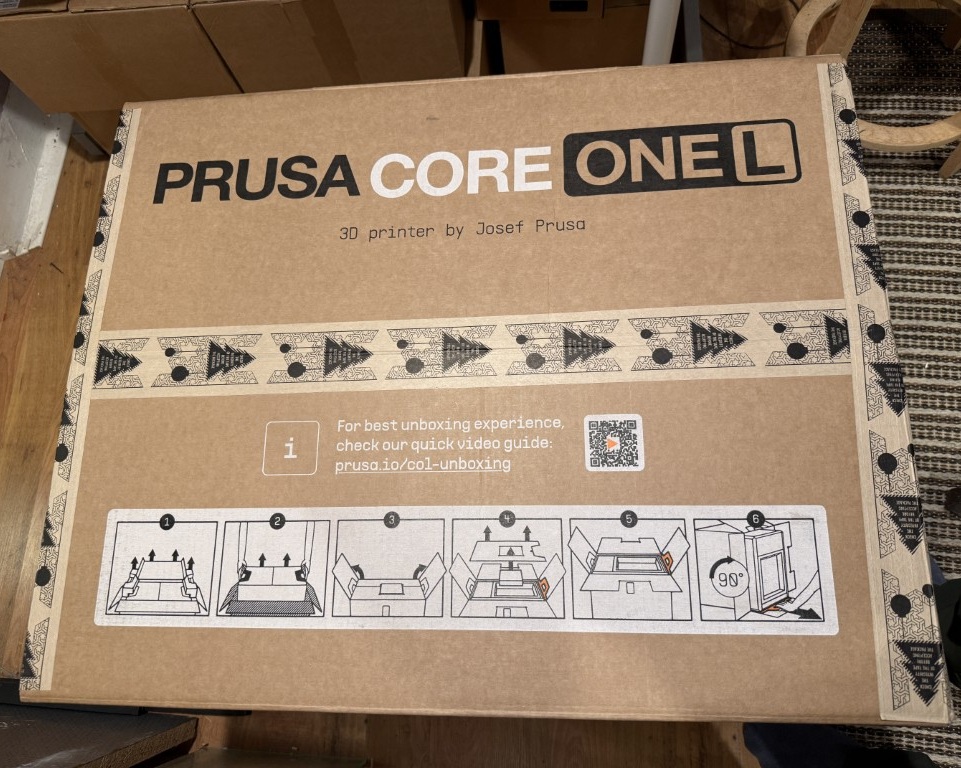 PRUSA CORE ONE L
3D printer by Josef Prusa
i
For best unboxing experience,
check our quick video guide:
prusa.io/col-unboxing
1 2 3 4 5 6
90°